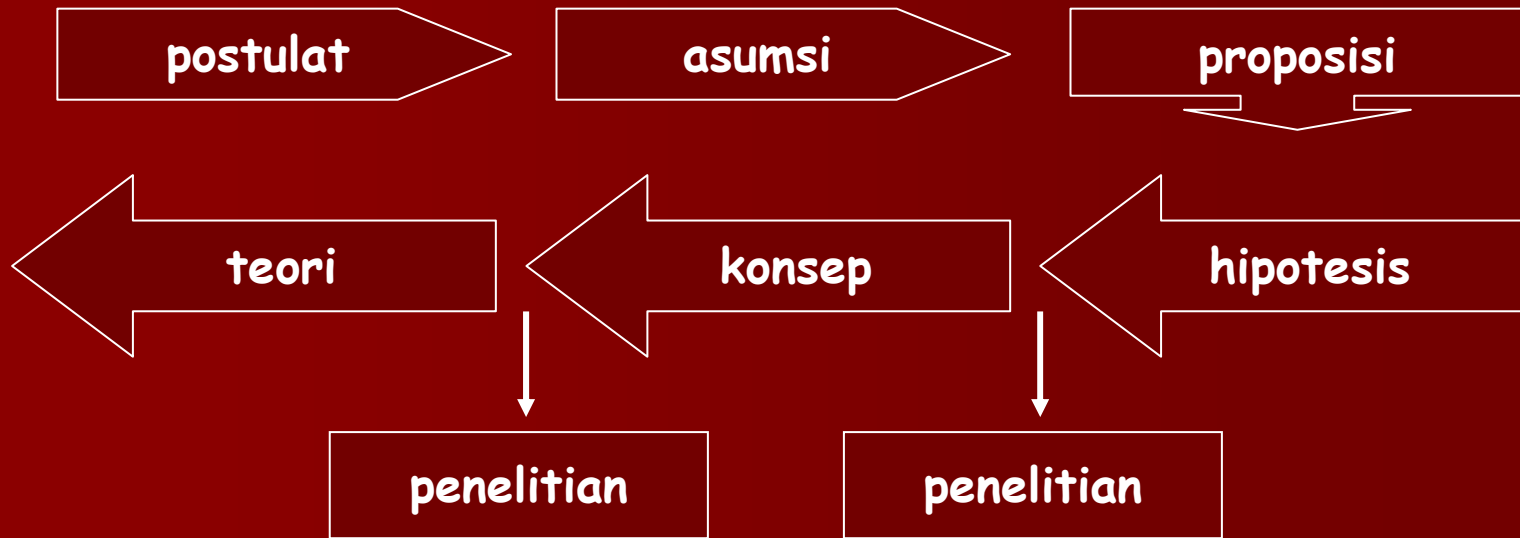 postulat
asumsi
proposisi
teori
konsep
hipotesis
penelitian
penelitian